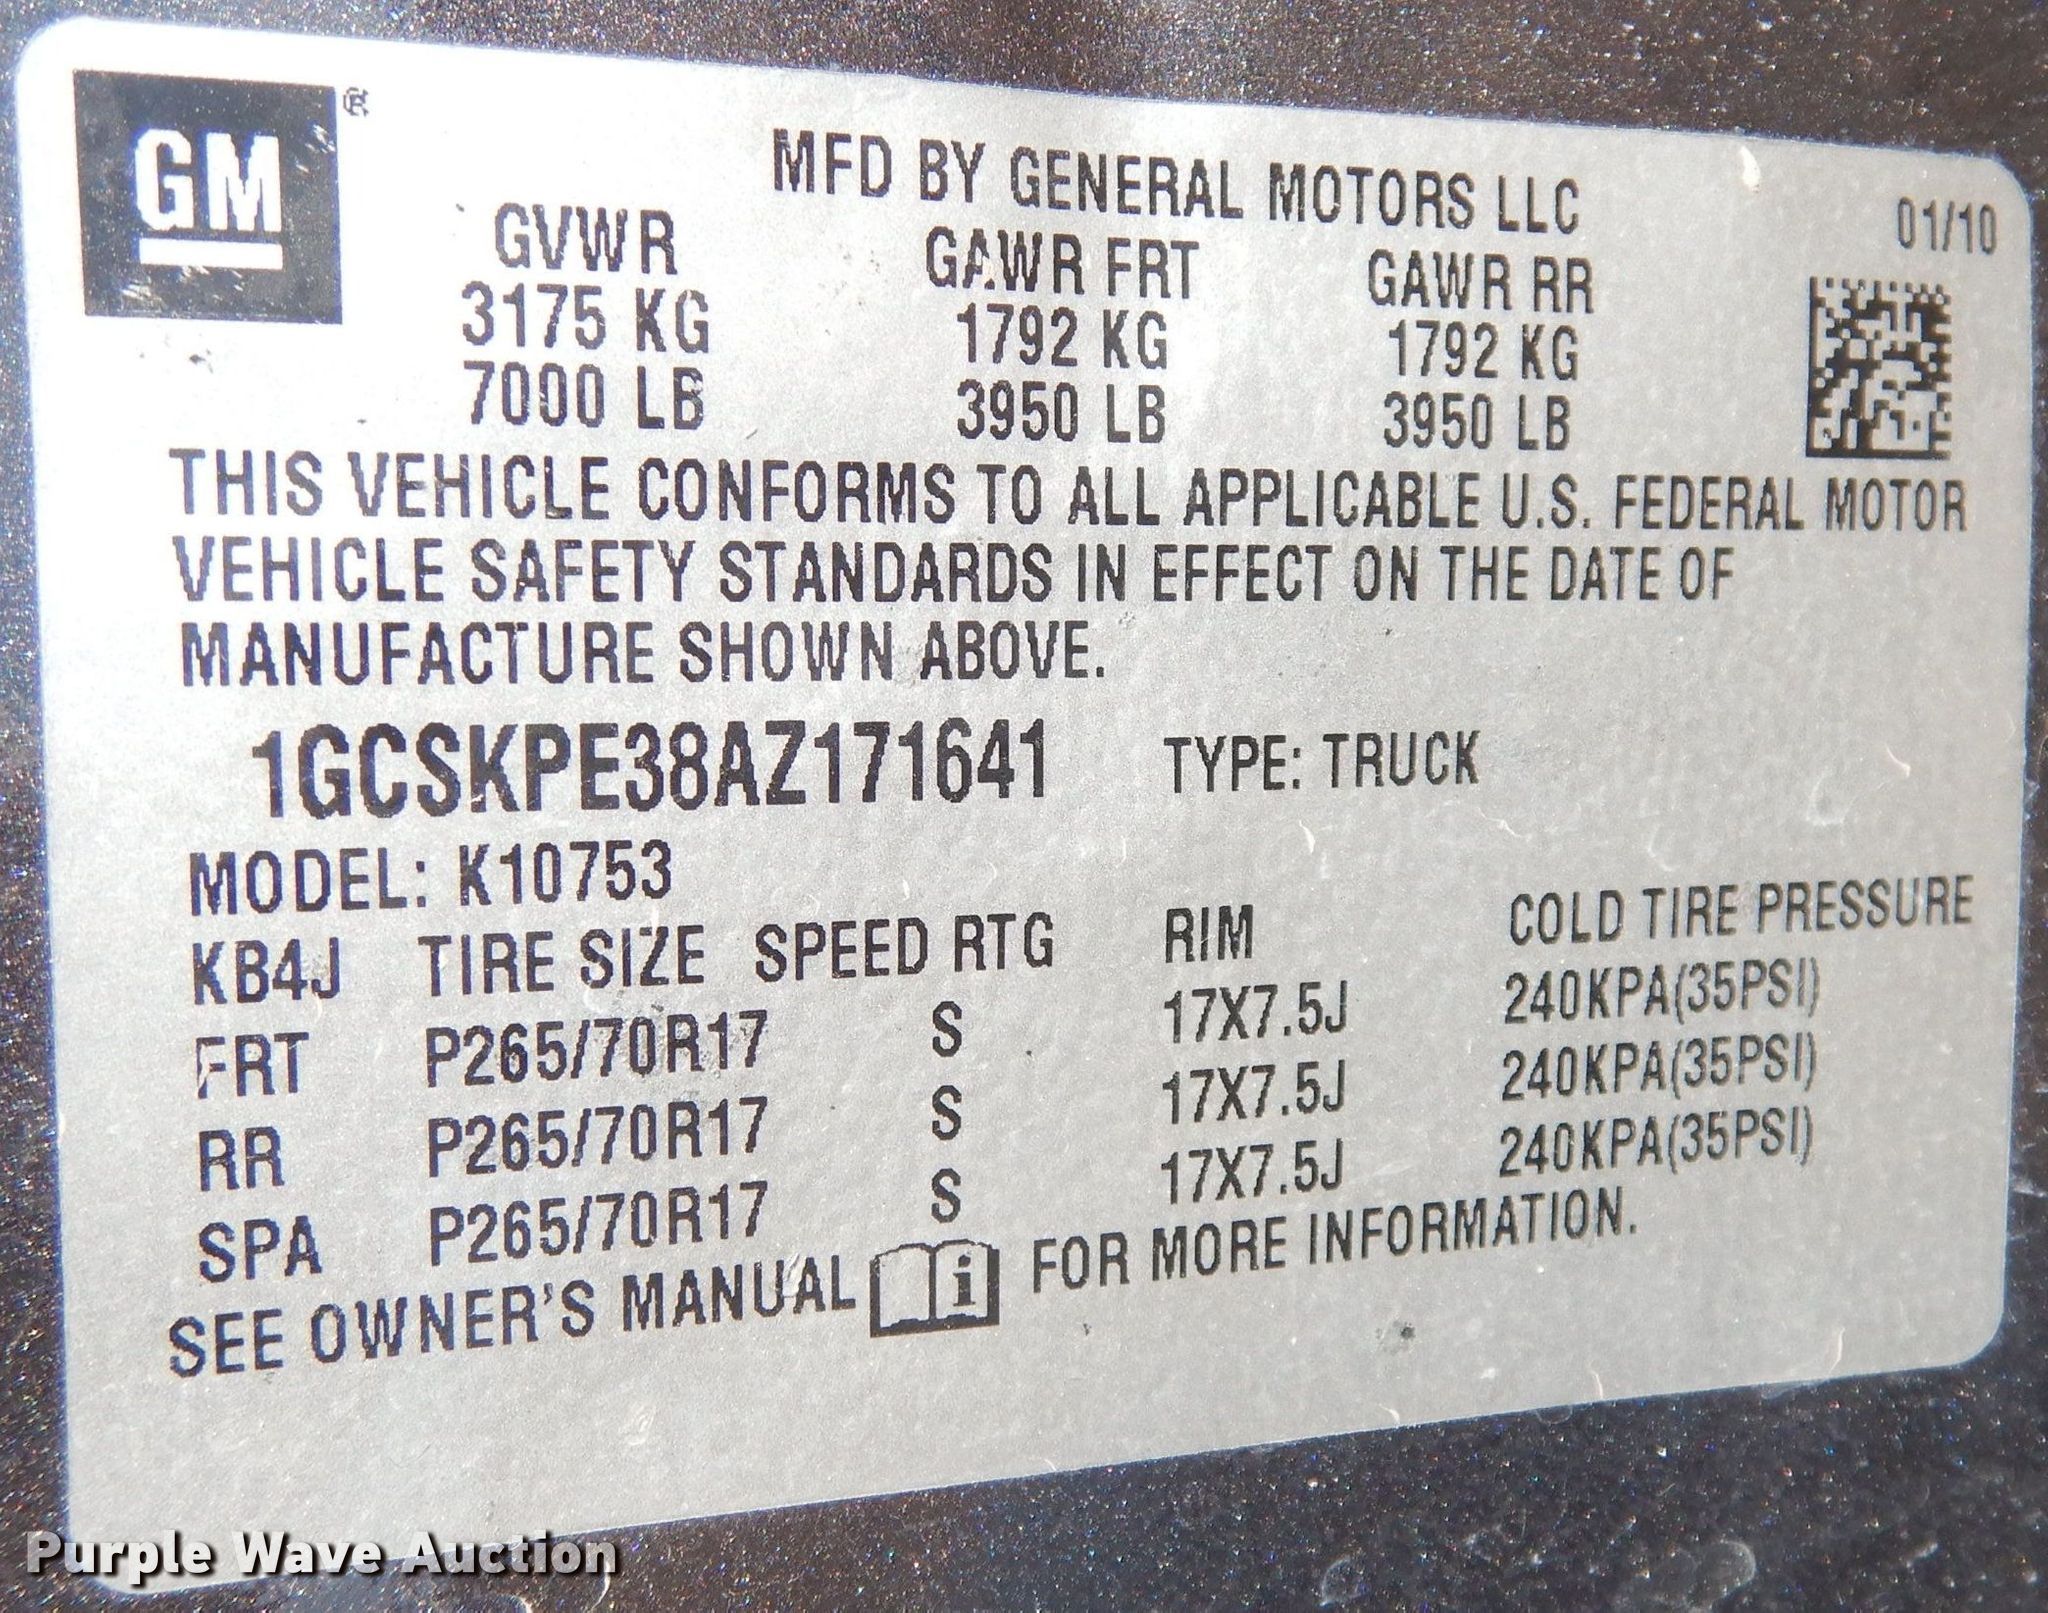 GM ®
MFD BY GENERAL MOTORS LLC
01/10
GVWR GAWR FRT GAWR RR
3175 KG 1792 KG 1792 KG
7000 LB 3950 LB 3950 LB
THIS VEHICLE CONFORMS TO ALL APPLICABLE U.S. FEDERAL MOTOR
VEHICLE SAFETY STANDARDS IN EFFECT ON THE DATE OF
MANUFACTURE SHOWN ABOVE.
1GCSKPE38AZ171641 TYPE: TRUCK
MODEL: K10753
KB4J TIRE SIZE SPEED RTG RIM COLD TIRE PRESSURE
FRT P265/70R17 S 17X7.5J 240KPA(35PSI)
RR P265/70R17 S 17X7.5J 240KPA(35PSI)
SPA P265/70R17 S 17X7.5J 240KPA(35PSI)
SEE OWNER'S MANUAL i FOR MORE INFORMATION.
Purple Wave Auction